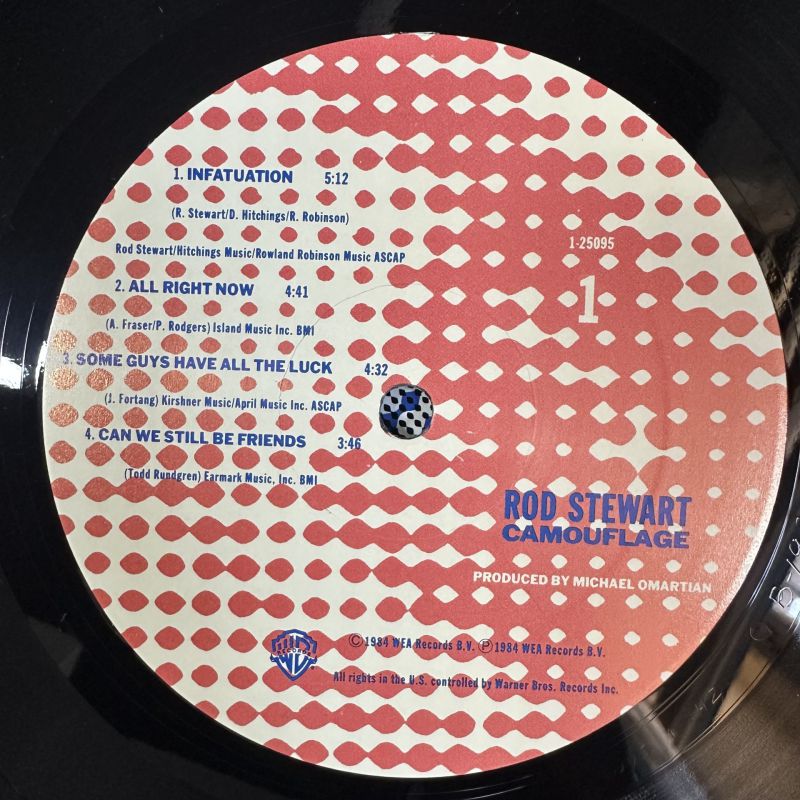 1. INFATUATION 5:12
(R. Stewart/D. Hitchings/R. Robinson)
Rod Stewart/Hitchings Music/Rowland Robinson Music ASCAP
1-25095
1
2. ALL RIGHT NOW 4:41
(A. Fraser/P. Rodgers) Island Music Inc. BMI
3. SOME GUYS HAVE ALL THE LUCK 4:32
(J. Fortang) Kirshner Music/April Music Inc. ASCAP
4. CAN WE STILL BE FRIENDS 3:46
(Todd Rundgren) Earmark Music, Inc. BMI
ROD STEWART
CAMOUFLAGE
PRODUCED BY MICHAEL OMARTIAN
RECORDS
©1984 WEA Records B.V. ℗1984 WEA Records B.V.
All rights in the U.S. controlled by Warner Bros. Records Inc.